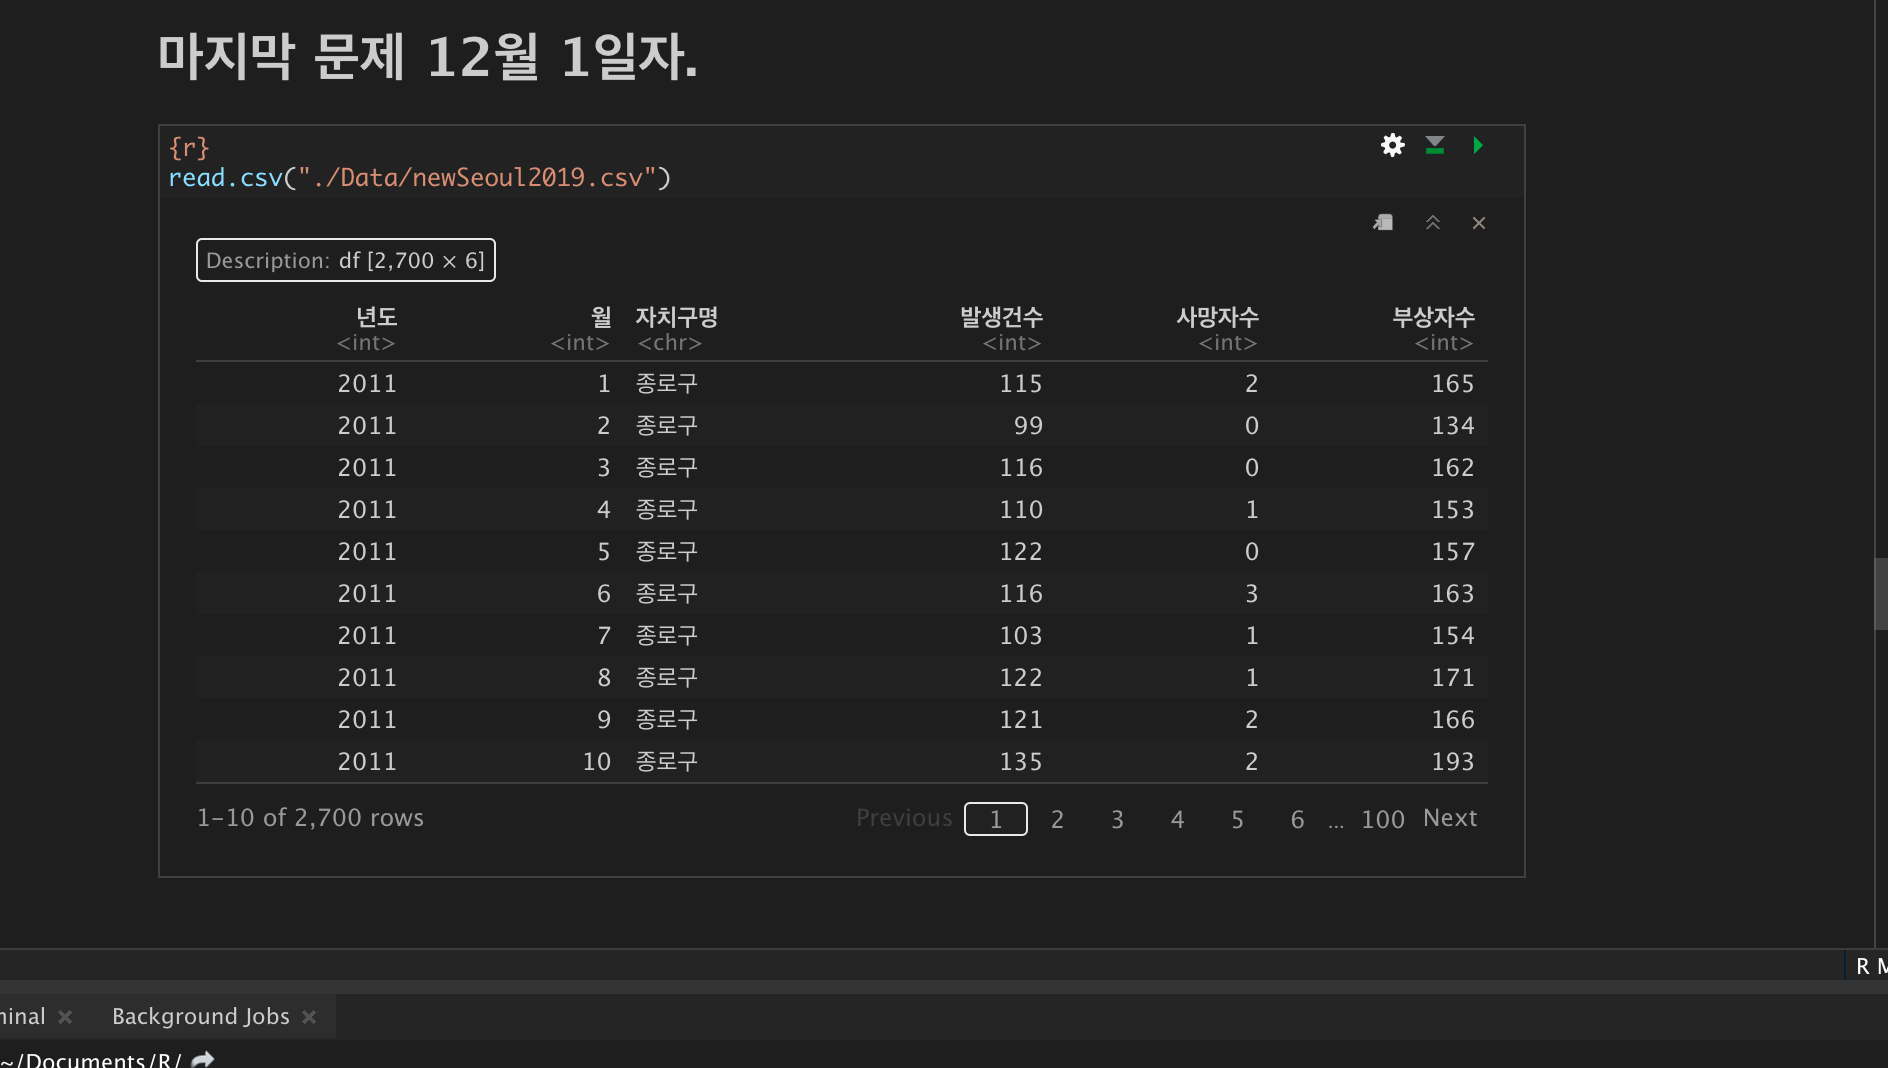 마지막 문제 12월 1일자.
{r}
read.csv("./Data/newSeoul2019.csv")
Description: df [2,700 × 6]
년도 월 자치구명 발생건수 사망자수 부상자수
<int> <int> <chr> <int> <int> <int>
2011 1 종로구 115 2 165
2011 2 종로구 99 0 134
2011 3 종로구 116 0 162
2011 4 종로구 110 1 153
2011 5 종로구 122 0 157
2011 6 종로구 116 3 163
2011 7 종로구 103 1 154
2011 8 종로구 122 1 171
2011 9 종로구 121 2 166
2011 10 종로구 135 2 193
1-10 of 2,700 rows Previous 1 2 3 4 5 6 ... 100 Next
R M
inal Background Jobs
~/Documents/R/